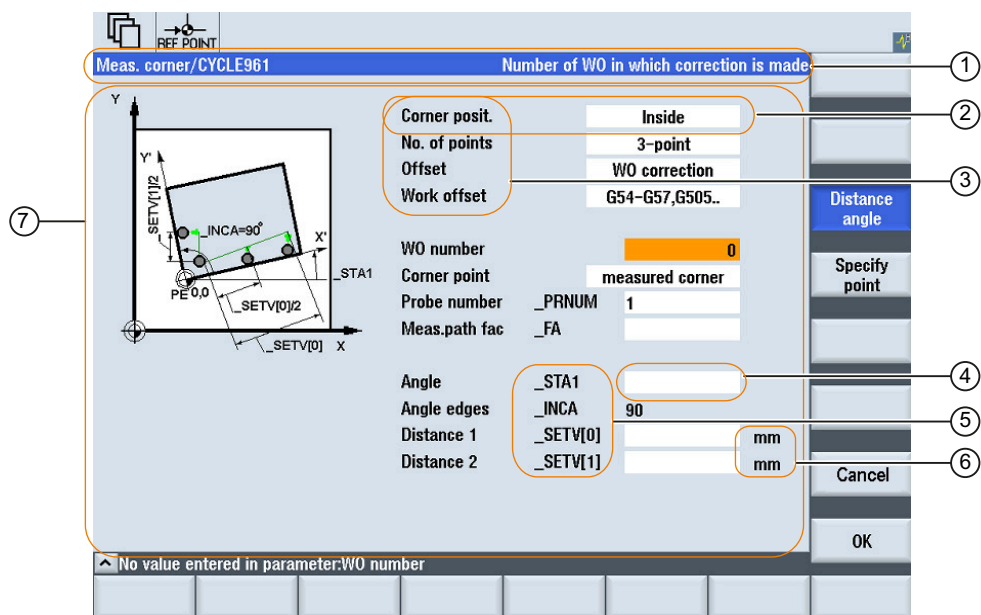 REF POINT
Meas. corner/CYCLE961 Number of WO in which correction is made
1
Y
Corner posit. Inside
2
No. of points 3-point
Offset WO correction
3
Work offset G54-G57,G505..
Distance
angle
Y'
_SETV[1]/2
_INCA=90°
X'
_STA1
PE 0,0
_SETV[0]/2
_SETV[0] X
7
WO number 0
Corner point measured corner
Specify
point
Probe number _PRNUM 1
Meas.path fac _FA
Angle _STA1
4
Angle edges _INCA 90
5
Distance 1 _SETV[0] mm
Distance 2 _SETV[1] mm
6
Cancel
OK
No value entered in parameter:WO number